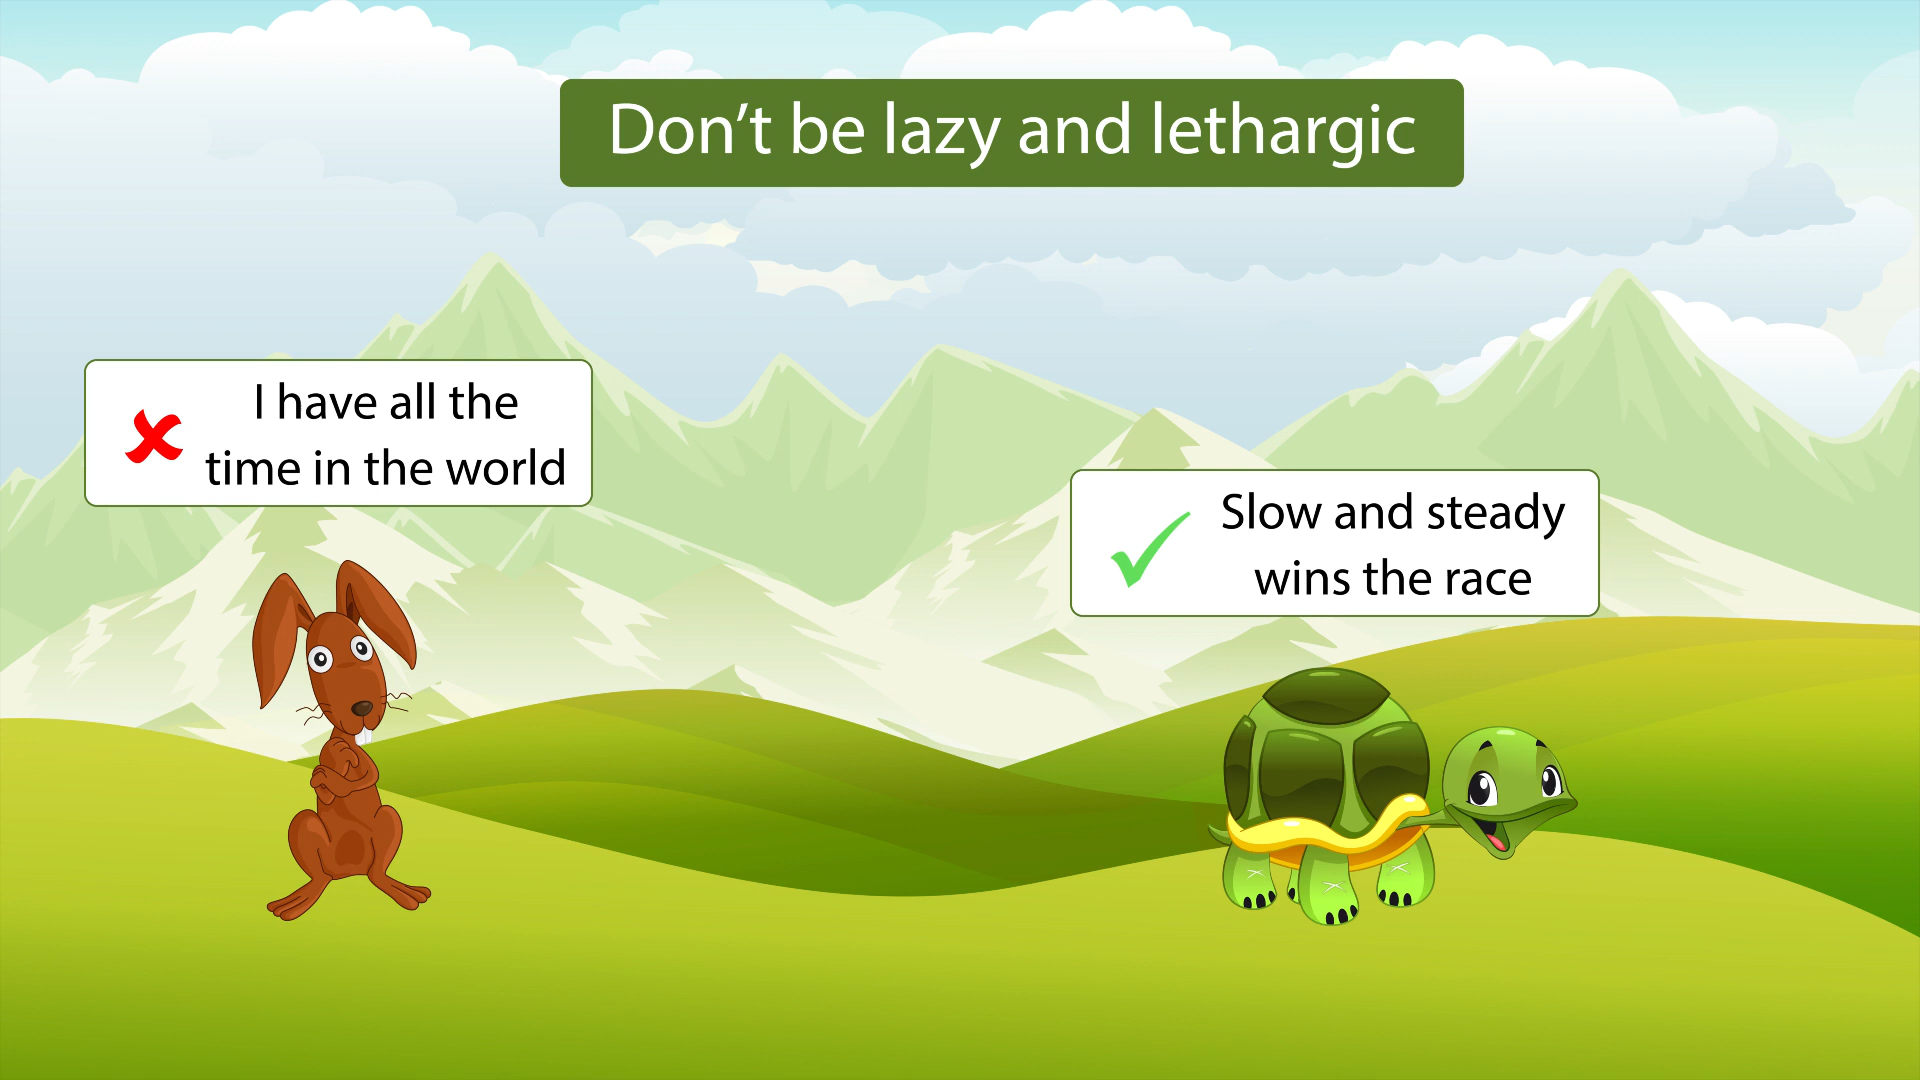 Don’t be lazy and lethargic
I have all the
time in the world
Slow and steady
wins the race